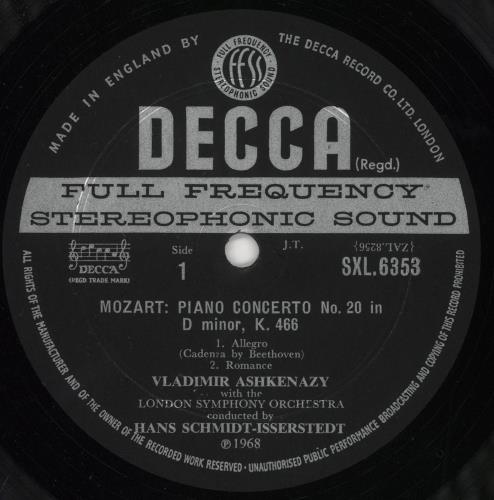 MADE IN ENGLAND BY
FULL FREQUENCY
ffss
STEREOPHONIC SOUND
THE DECCA RECORD CO. LTD. LONDON
DECCA
(Regd.)
FULL FREQUENCY
STEREOPHONIC SOUND
DECCA
(REGD TRADE MARK)
Side
1
J.T.
{ZAL.8256}
SXL.6353
MOZART: PIANO CONCERTO No. 20 in
D minor, K. 466
1. Allegro
(Cadenza by Beethoven)
2. Romance
VLADIMIR ASHKENAZY
with the
LONDON SYMPHONY ORCHESTRA
conducted by
HANS SCHMIDT-ISSERSTEDT
℗1968
ALL RIGHTS OF THE MANUFACTURER AND OF THE OWNER OF THE RECORDED WORK RESERVED · UNAUTHORISED PUBLIC PERFORMANCE BROADCASTING AND COPYING OF THIS RECORD PROHIBITED